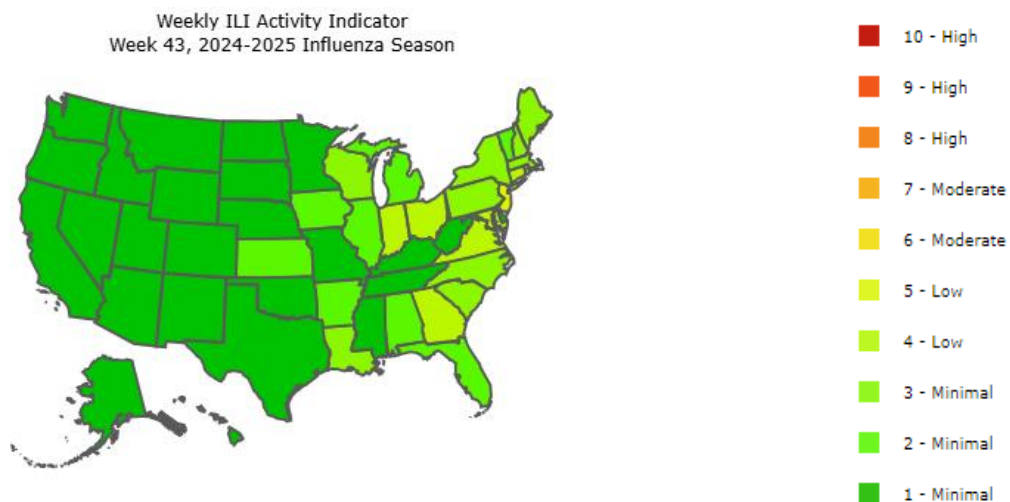 Weekly ILI Activity Indicator
Week 43, 2024-2025 Influenza Season
10 - High
9 - High
8 - High
7 - Moderate
6 - Moderate
5 - Low
4 - Low
3 - Minimal
2 - Minimal
1 - Minimal